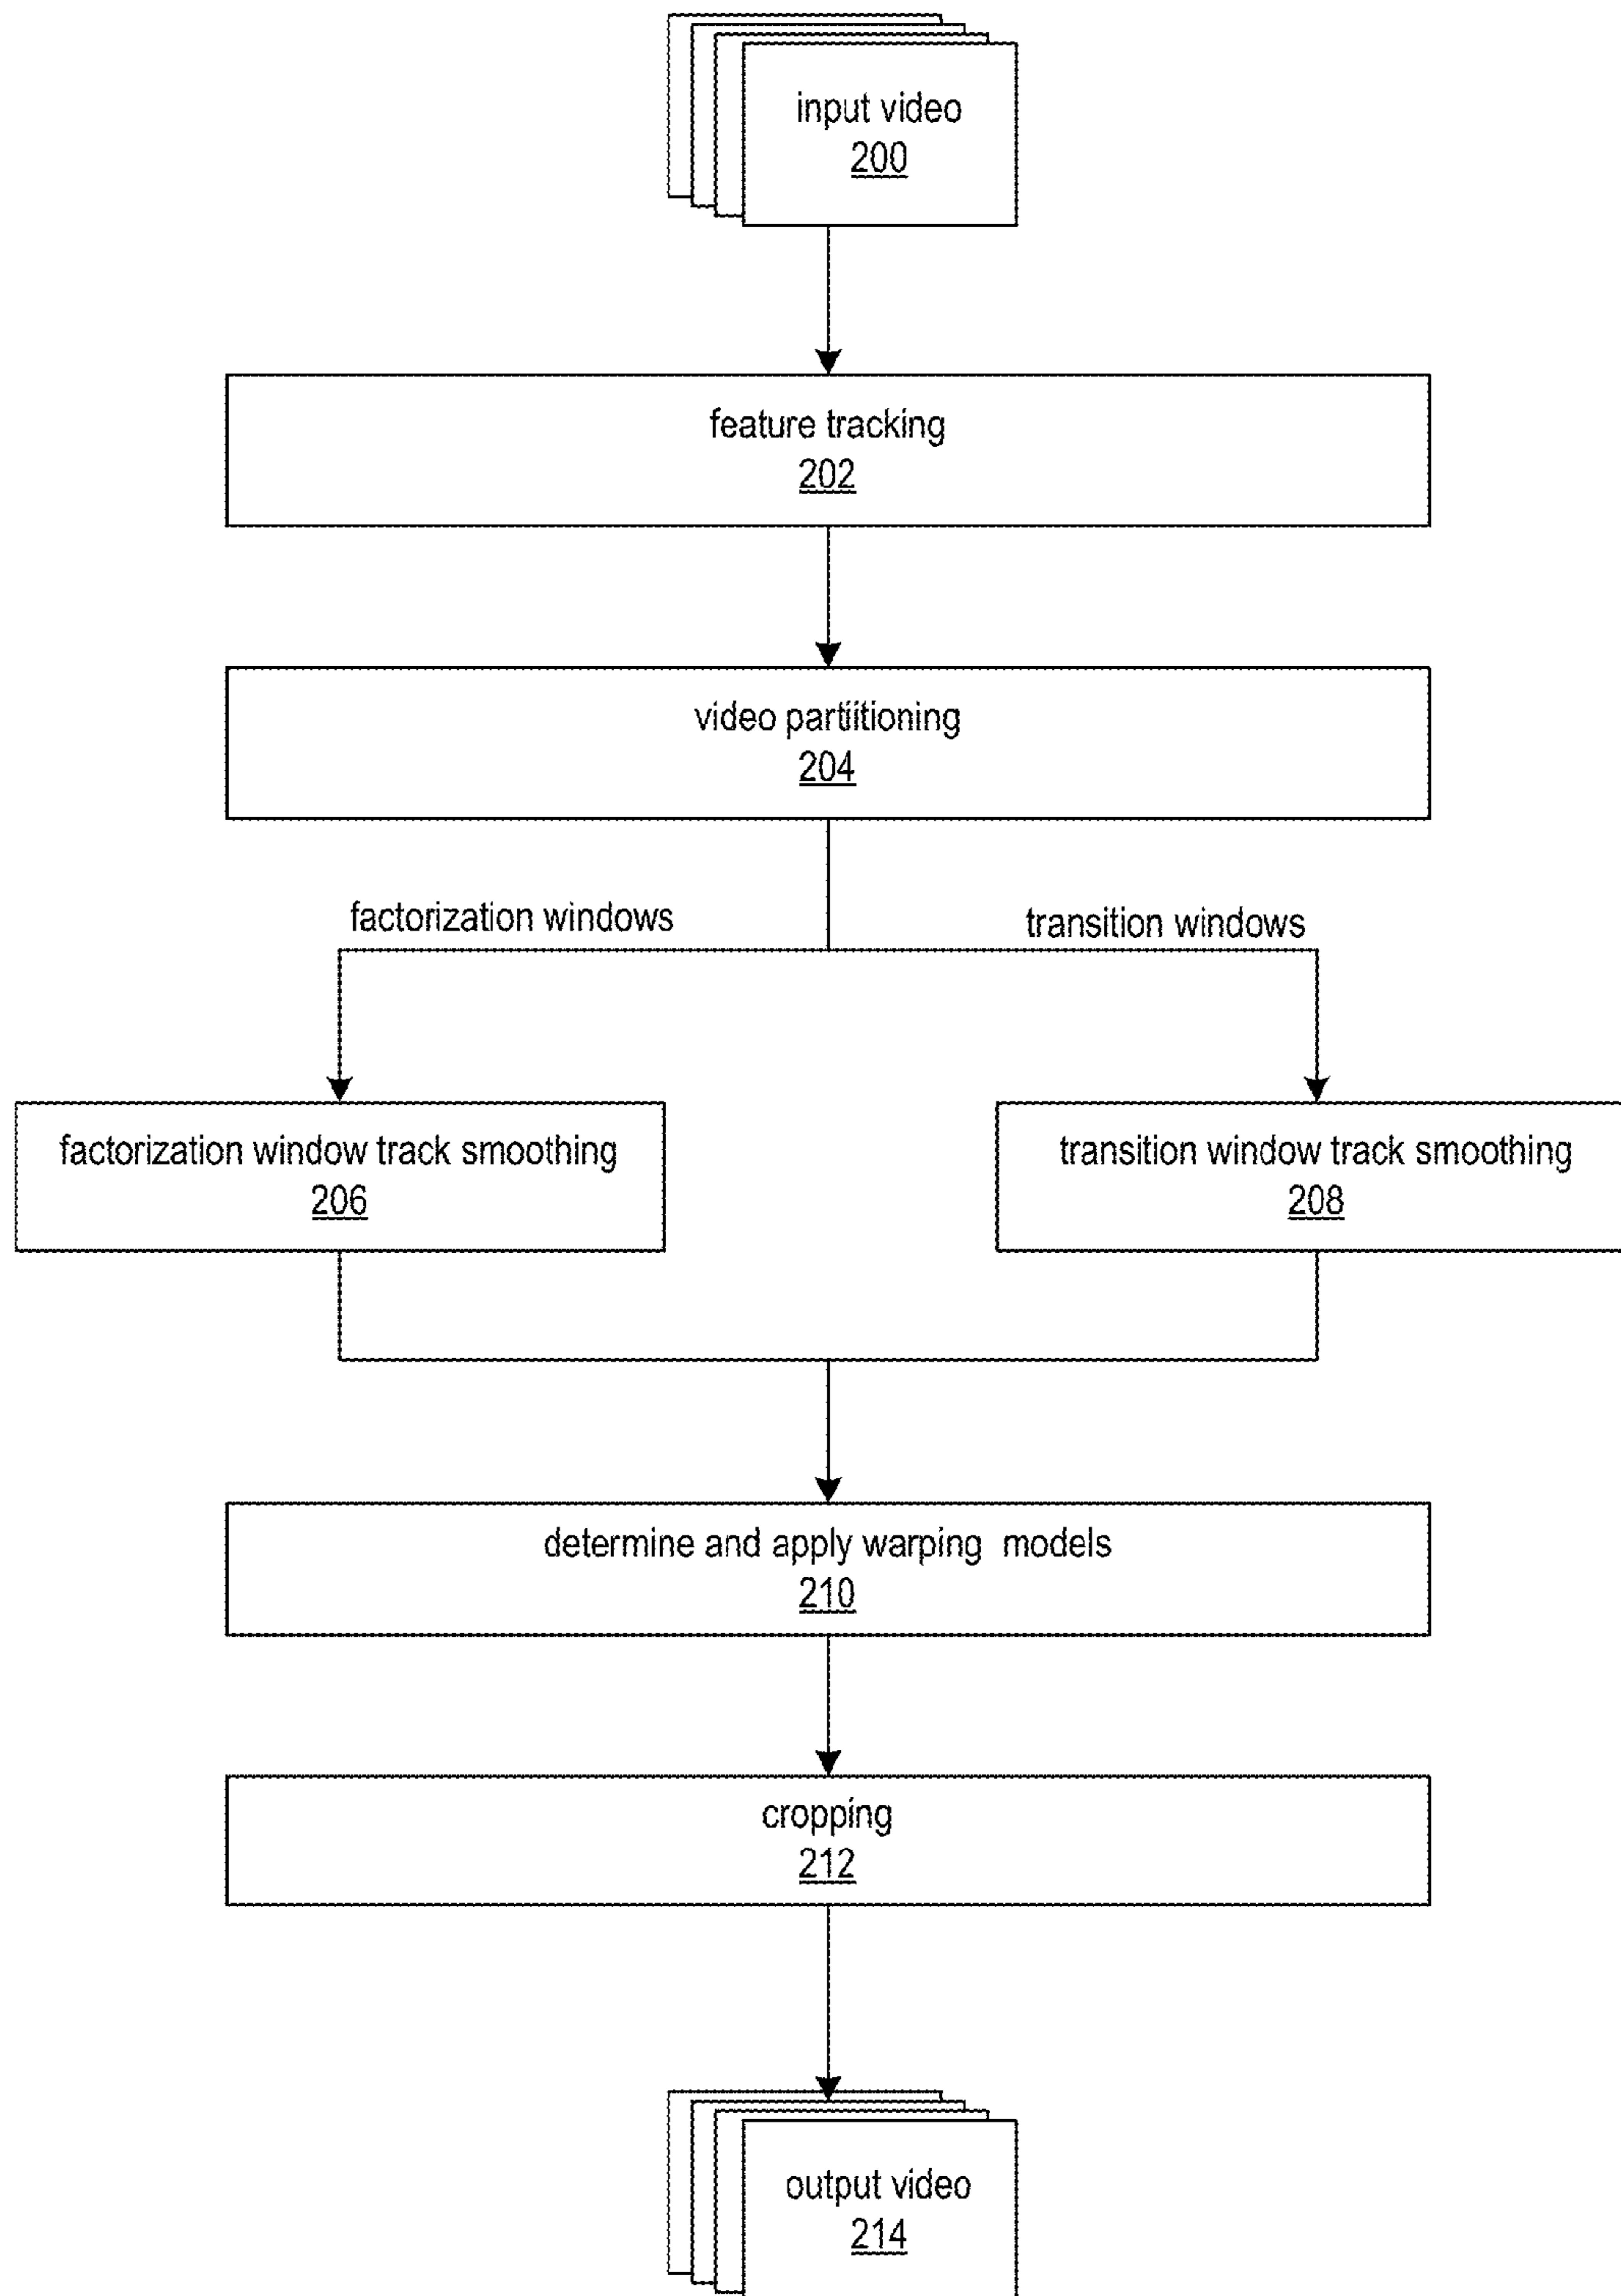 input video
200
feature tracking
202
video partiitioning
204
factorization windows
transition windows
factorization window track smoothing
206
transition window track smoothing
208
determine and apply warping models
210
cropping
212
output video
214